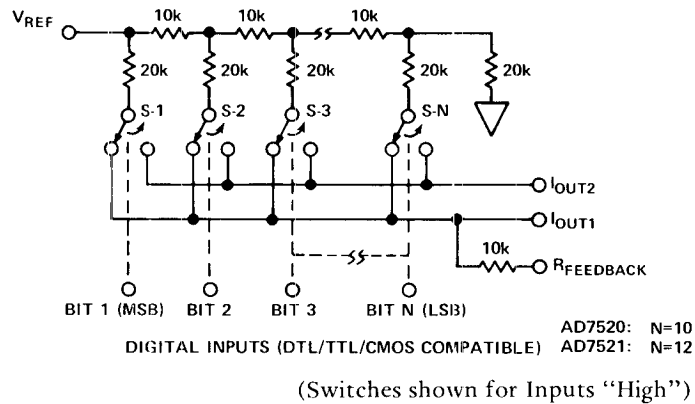 VREF
10k 10k 10k
20k 20k 20k 20k 20k
S-1 S-2 S-3 S-N
IOUT2
IOUT1
10k
RFEEDBACK
BIT 1 (MSB) BIT 2 BIT 3 BIT N (LSB)
AD7520: N=10
DIGITAL INPUTS (DTL/TTL/CMOS COMPATIBLE) AD7521: N=12
(Switches shown for Inputs “High”)